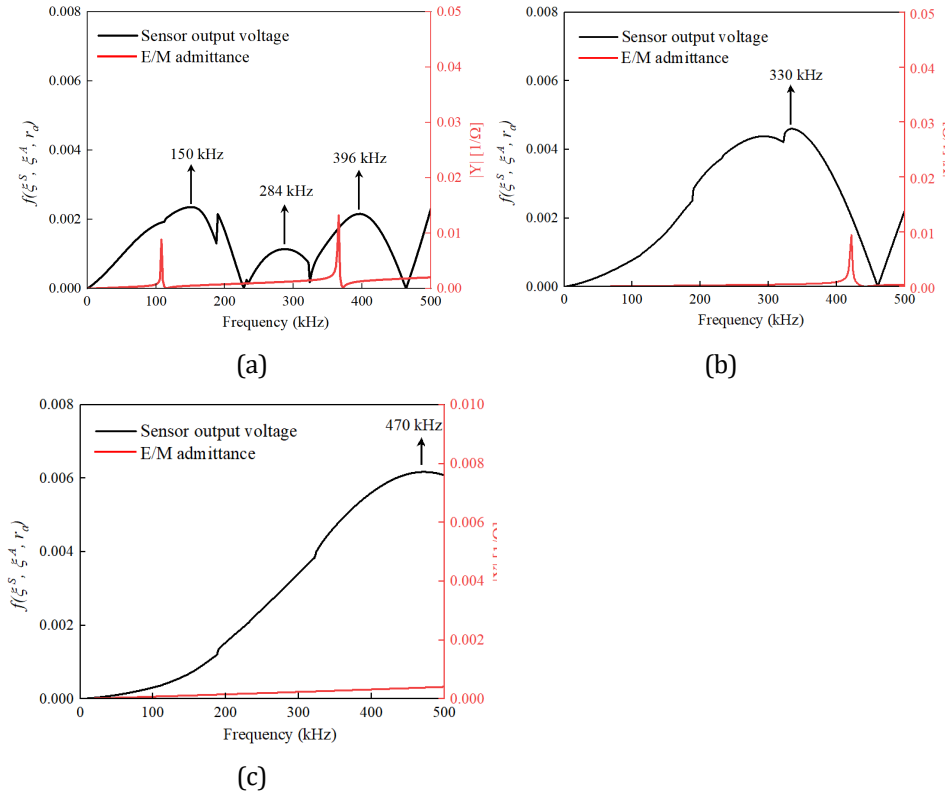 0.008
0.006
0.004
0.002
0.000
0.05
0.04
0.03
0.02
0.01
0.00
Sensor output voltage
E/M admittance
150 kHz
284 kHz
396 kHz
f(ξ^S, ξ^A, r_a)
|Y| [1/Ω]
0 100 200 300 400 500
Frequency (kHz)
(a)
0.008
0.006
0.004
0.002
0.000
0.05
0.04
0.03
0.02
0.01
0.00
Sensor output voltage
E/M admittance
330 kHz
f(ξ^S, ξ^A, r_a)
0 100 200 300 400 500
Frequency (kHz)
(b)
0.008
0.006
0.004
0.002
0.000
0.010
0.008
0.006
0.004
0.002
0.000
Sensor output voltage
E/M admittance
470 kHz
f(ξ^S, ξ^A, r_a)
0 100 200 300 400 500
Frequency (kHz)
(c)